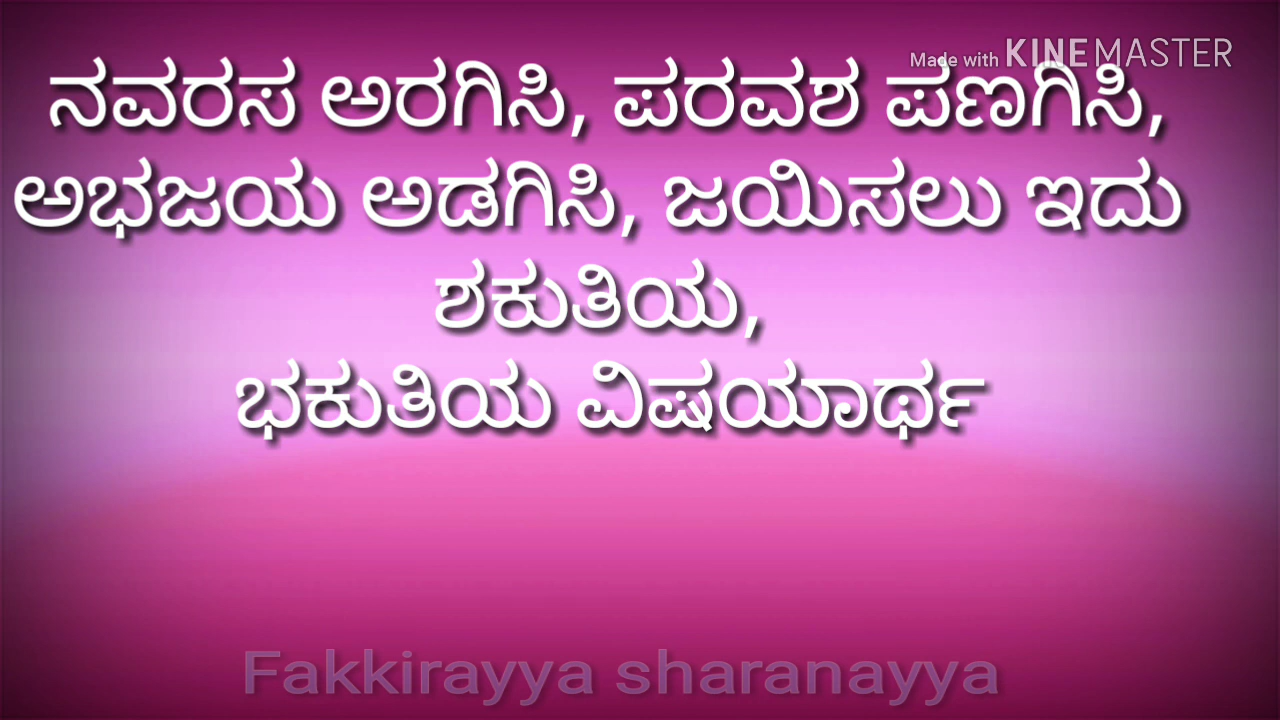 Made with KINEMASTER
ನವರಸ ಅರಗಿಸಿ, ಪರವಶ ಪಣಗಿಸಿ,
ಅಭಜಯ ಅಡಗಿಸಿ, ಜಯಿಸಲು ಇದು
ಶಕುತಿಯ,
ಭಕುತಿಯ ವಿಷಯಾರ್ಥ
Fakkirayya sharanayya